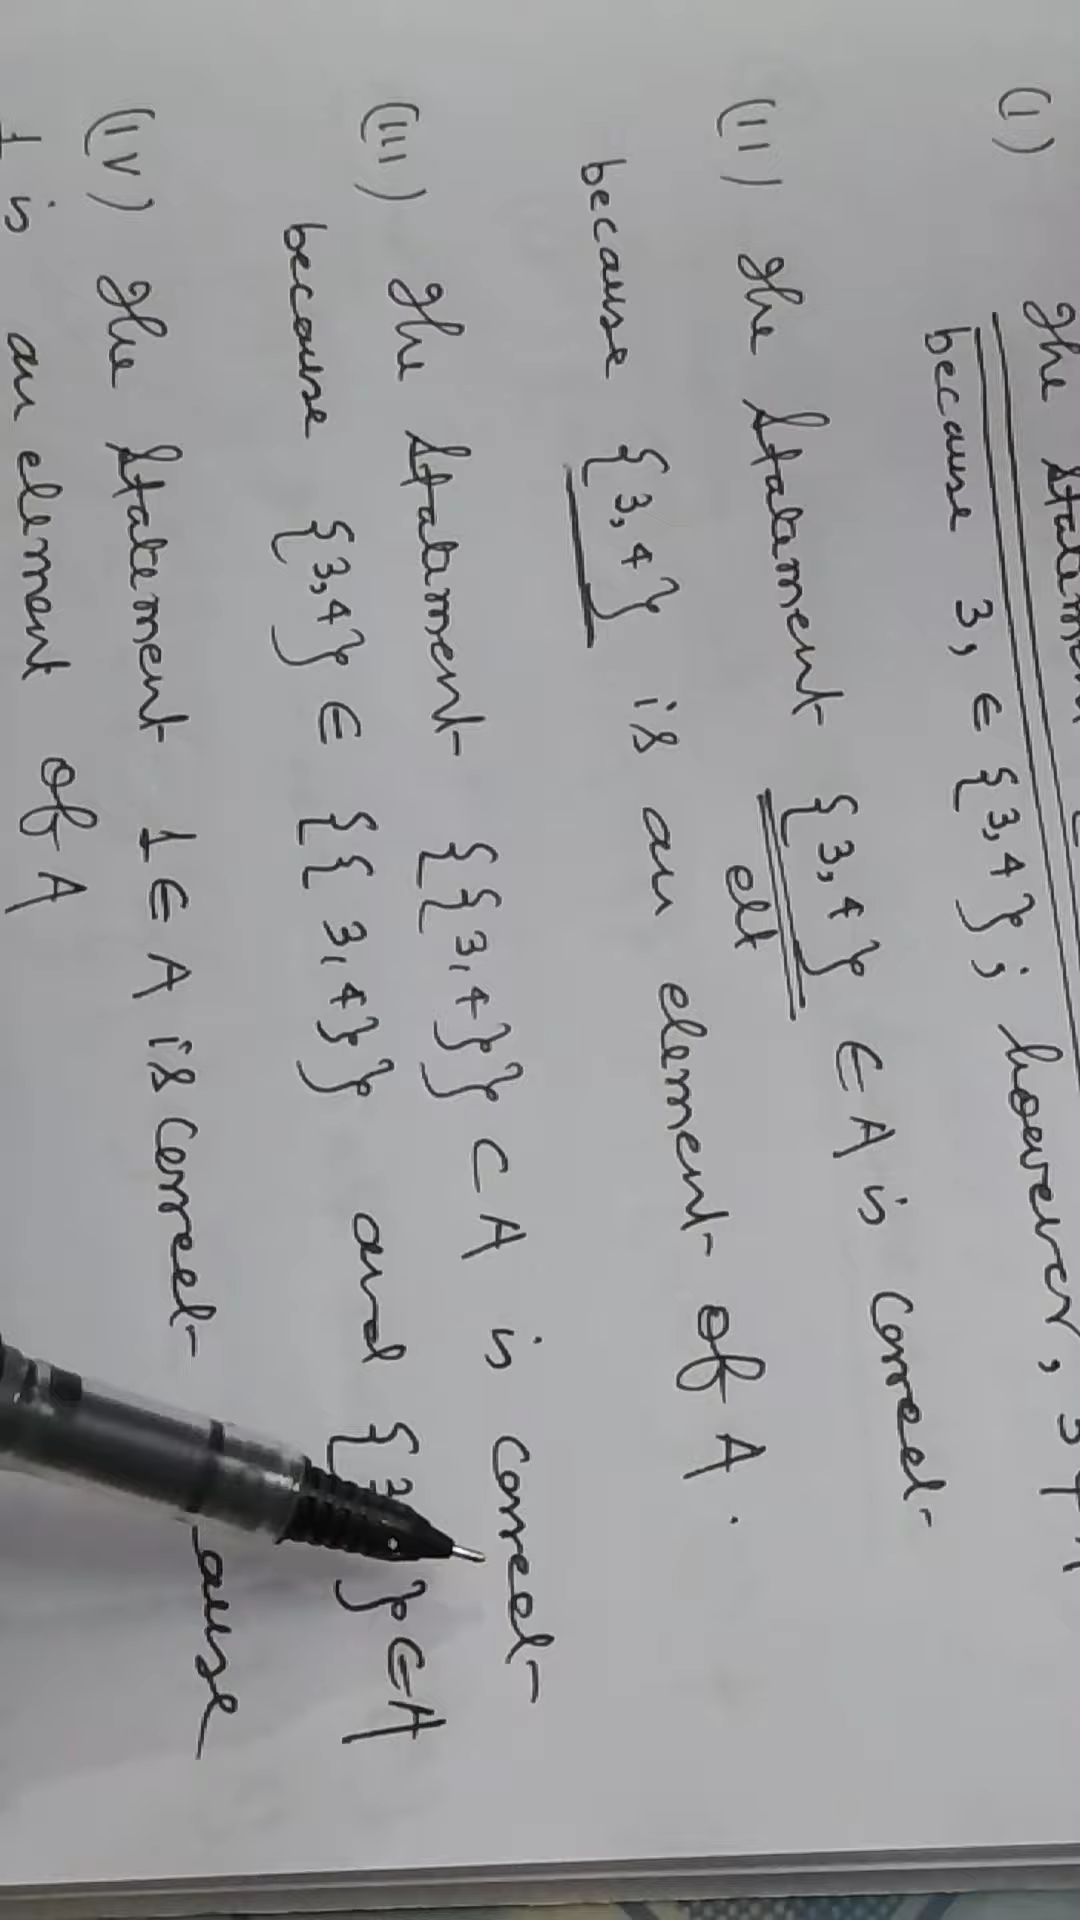 (I) The statement
because 3, ∈ {3,4}; however, 3 ∉ A
(II) The statement {3,4} ∈ A is correct
elt
because {3,4} is an element of A.
(III) The statement {{3,4}} ⊂ A is correct
because {3,4} ∈ {{3,4}} and {3 } ∈ A
(IV) The statement 1 ∈ A is correct ause
1 is an element of A